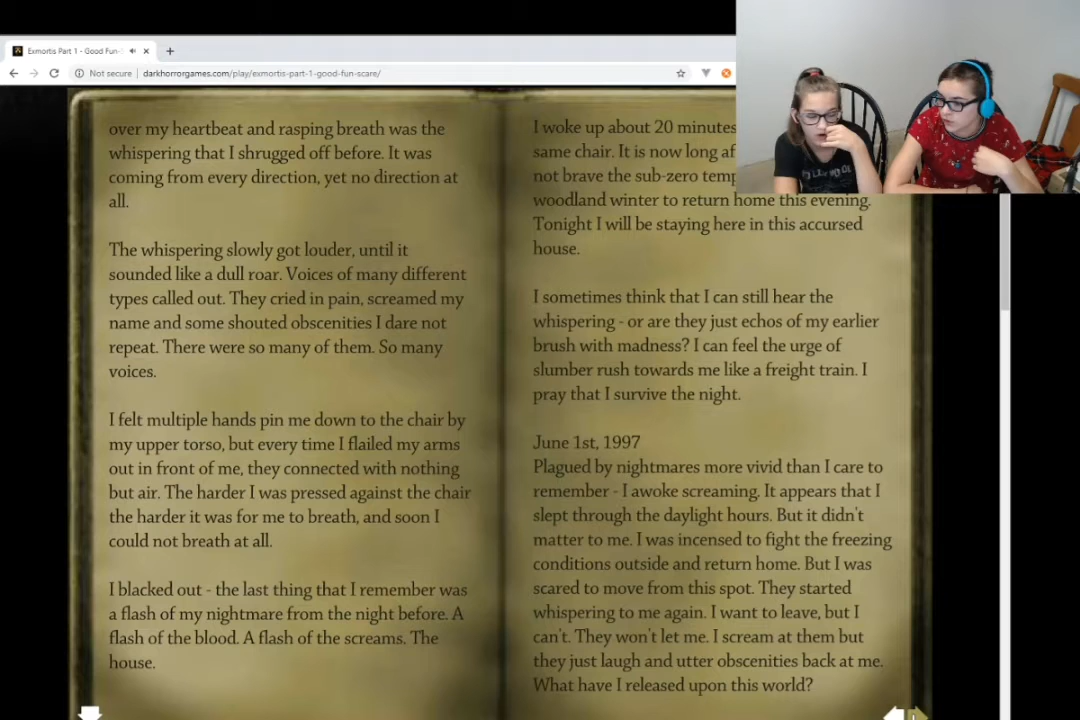 Exmortis Part 1 - Good Fun-
Not secure
darkhorrorgames.com/play/exmortis-part-1-good-fun-scare/
over my heartbeat and rasping breath was the
whispering that I shrugged off before. It was
coming from every direction, yet no direction at
all.
The whispering slowly got louder, until it
sounded like a dull roar. Voices of many different
types called out. They cried in pain, screamed my
name and some shouted obscenities I dare not
repeat. There were so many of them. So many
voices.
I felt multiple hands pin me down to the chair by
my upper torso, but every time I flailed my arms
out in front of me, they connected with nothing
but air. The harder I was pressed against the chair
the harder it was for me to breath, and soon I
could not breath at all.
I blacked out - the last thing that I remember was
a flash of my nightmare from the night before. A
flash of the blood. A flash of the screams. The
house.
I woke up about 20 minutes
same chair. It is now long af
not brave the sub-zero temp
woodland winter to return home this evening.
Tonight I will be staying here in this accursed
house.
I sometimes think that I can still hear the
whispering - or are they just echos of my earlier
brush with madness? I can feel the urge of
slumber rush towards me like a freight train. I
pray that I survive the night.
June 1st, 1997
Plagued by nightmares more vivid than I care to
remember - I awoke screaming. It appears that I
slept through the daylight hours. But it didn't
matter to me. I was incensed to fight the freezing
conditions outside and return home. But I was
scared to move from this spot. They started
whispering to me again. I want to leave, but I
can't. They won't let me. I scream at them but
they just laugh and utter obscenities back at me.
What have I released upon this world?